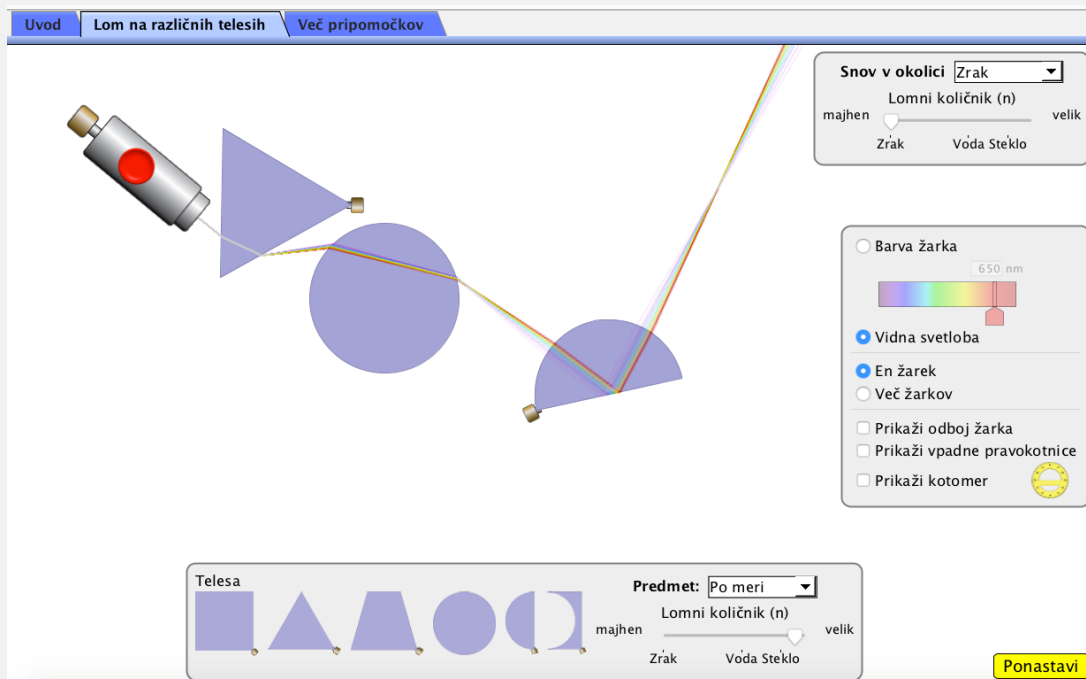 Uvod
Lom na različnih telesih
Več pripomočkov
Snov v okolici Zrak
Lomni količnik (n)
majhen velik
Zrak Voda Steklo
Barva žarka
650 nm
Vidna svetloba
En žarek
Več žarkov
Prikaži odboj žarka
Prikaži vpadne pravokotnice
Prikaži kotomer
Telesa
Predmet: Po meri
Lomni količnik (n)
majhen velik
Zrak Voda Steklo
Ponastavi